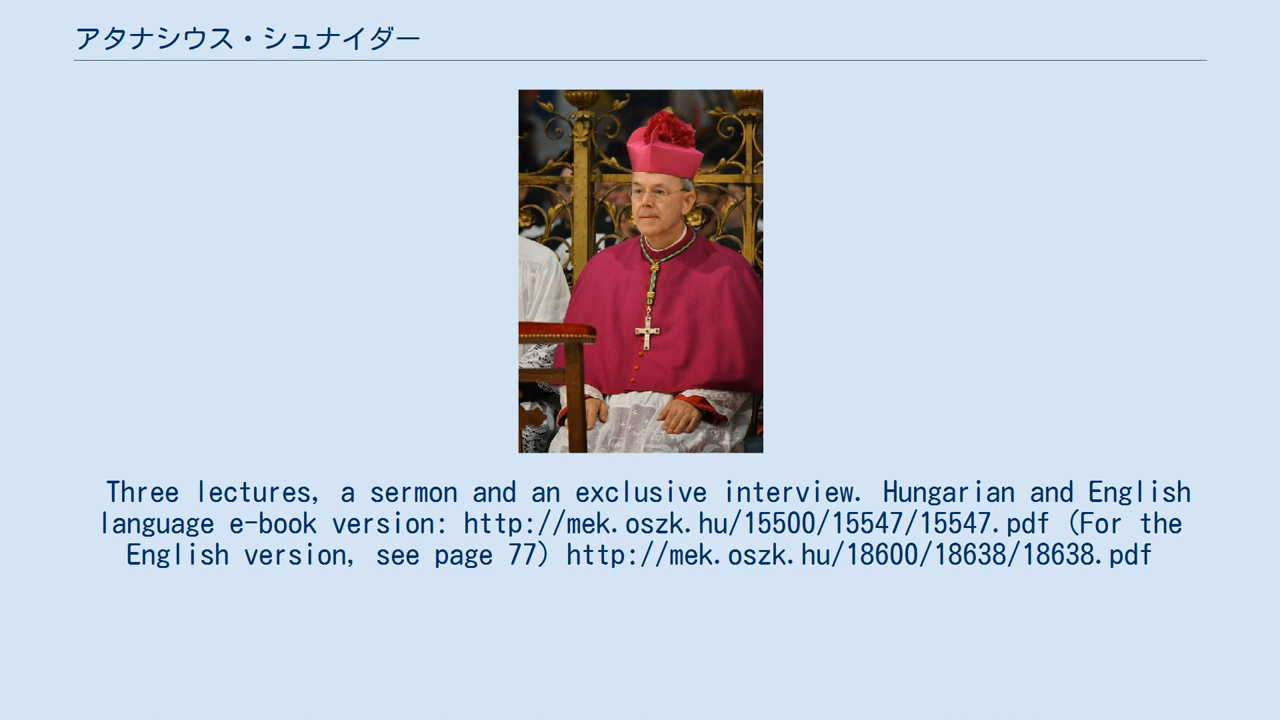 アタナシウス・シュナイダー
Three lectures, a sermon and an exclusive interview. Hungarian and English
language e-book version: http://mek.oszk.hu/15500/15547/15547.pdf (For the
English version, see page 77) http://mek.oszk.hu/18600/18638/18638.pdf